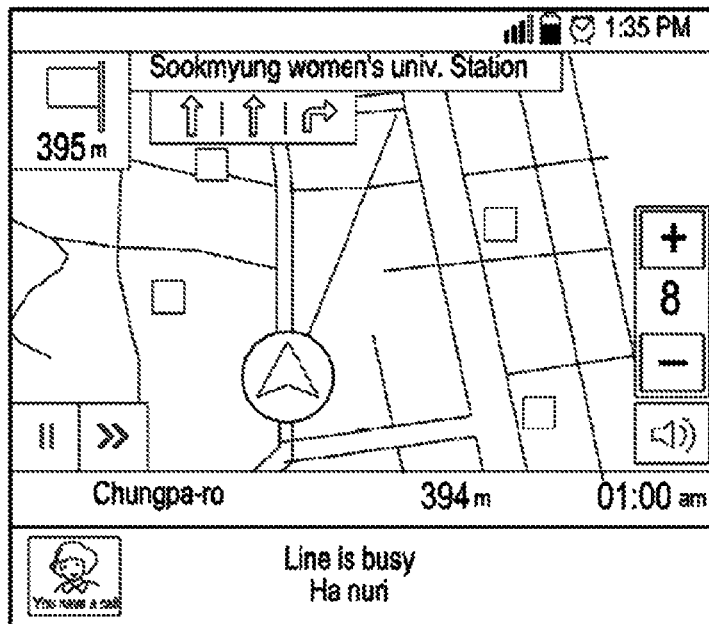 1:35 PM
Sookmyung women's univ. Station
395 m
+
8
−
Chungpa-ro 394 m 01:00 am
Line is busy
You have a call
Ha nuri